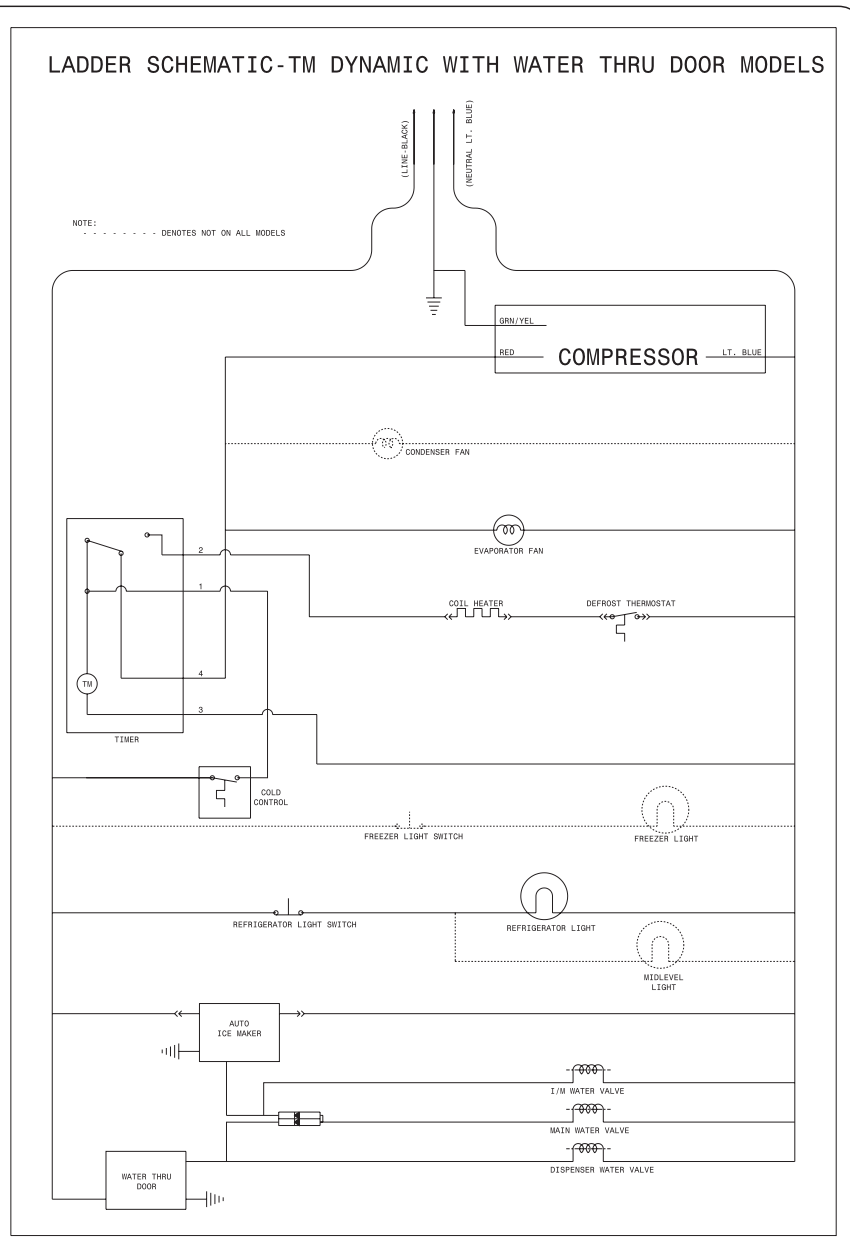 LADDER SCHEMATIC-TM DYNAMIC WITH WATER THRU DOOR MODELS
(LINE-BLACK)
(NEUTRAL LT. BLUE)
NOTE:
- - - - - - - - DENOTES NOT ON ALL MODELS
GRN/YEL
RED
COMPRESSOR
LT. BLUE
CONDENSER FAN
EVAPORATOR FAN
2
1
COIL HEATER
DEFROST THERMOSTAT
4
TM
3
TIMER
COLD
CONTROL
FREEZER LIGHT SWITCH
FREEZER LIGHT
REFRIGERATOR LIGHT SWITCH
REFRIGERATOR LIGHT
MIDLEVEL
LIGHT
AUTO
ICE MAKER
I/M WATER VALVE
MAIN WATER VALVE
DISPENSER WATER VALVE
WATER THRU
DOOR